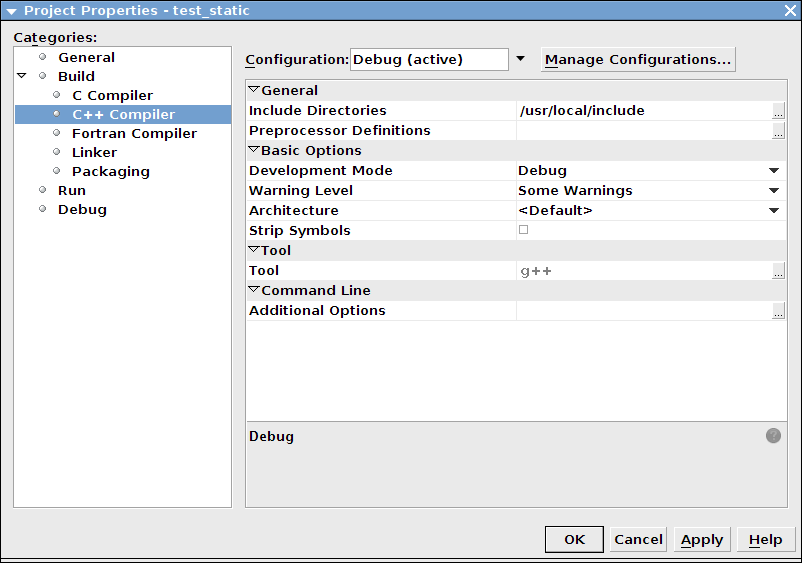 Project Properties - test_static
Categories:
General
Build
C Compiler
C++ Compiler
Fortran Compiler
Linker
Packaging
Run
Debug
Configuration: Debug (active) Manage Configurations...
General
Include Directories /usr/local/include ...
Preprocessor Definitions ...
Basic Options
Development Mode Debug
Warning Level Some Warnings
Architecture <Default>
Strip Symbols
Tool
Tool g++ ...
Command Line
Additional Options ...
Debug ?
OK Cancel Apply Help